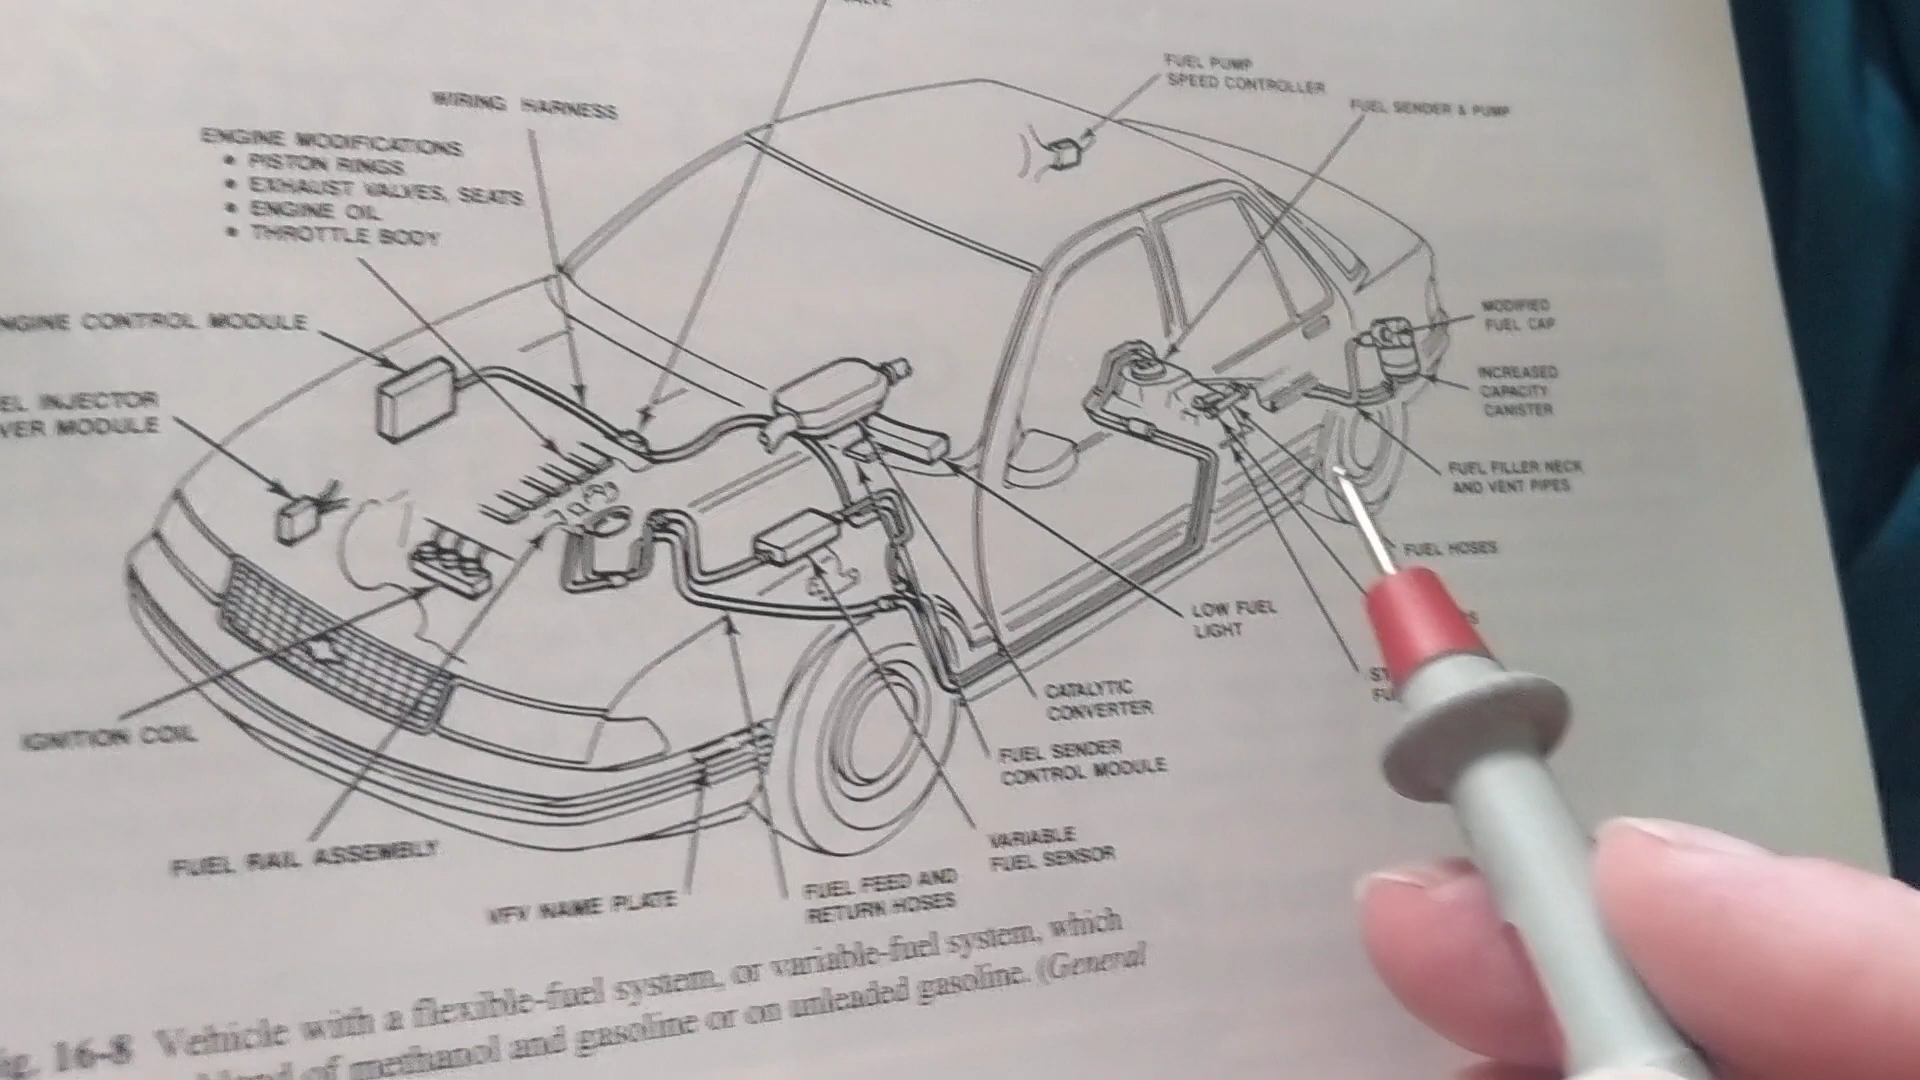 FUEL PUMP
SPEED CONTROLLER
FUEL SENDER & PUMP
WIRING HARNESS
ENGINE MODIFICATIONS
• PISTON RINGS
• EXHAUST VALVES, SEATS
• ENGINE OIL
• THROTTLE BODY
NGINE CONTROL MODULE
EL INJECTOR
VER MODULE
MODIFIED
FUEL CAP
INCREASED
CAPACITY
CANISTER
FUEL FILLER NECK
AND VENT PIPES
FUEL HOSES
LOW FUEL
LIGHT
CATALYTIC
CONVERTER
FUEL SENDER
CONTROL MODULE
VARIABLE
FUEL SENSOR
FUEL FEED AND
RETURN HOSES
VFV NAME PLATE
FUEL RAIL ASSEMBLY
IGNITION COIL
ig. 16-8 Vehicle with a flexible-fuel system, or variable-fuel system, which
of methanol and gasoline or on unleaded gasoline. (General